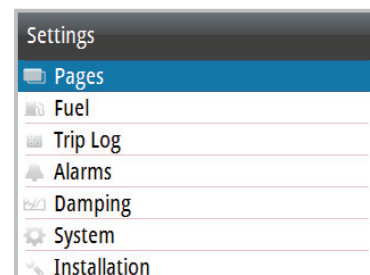 Settings
Pages
Fuel
Trip Log
Alarms
Damping
System
Installation